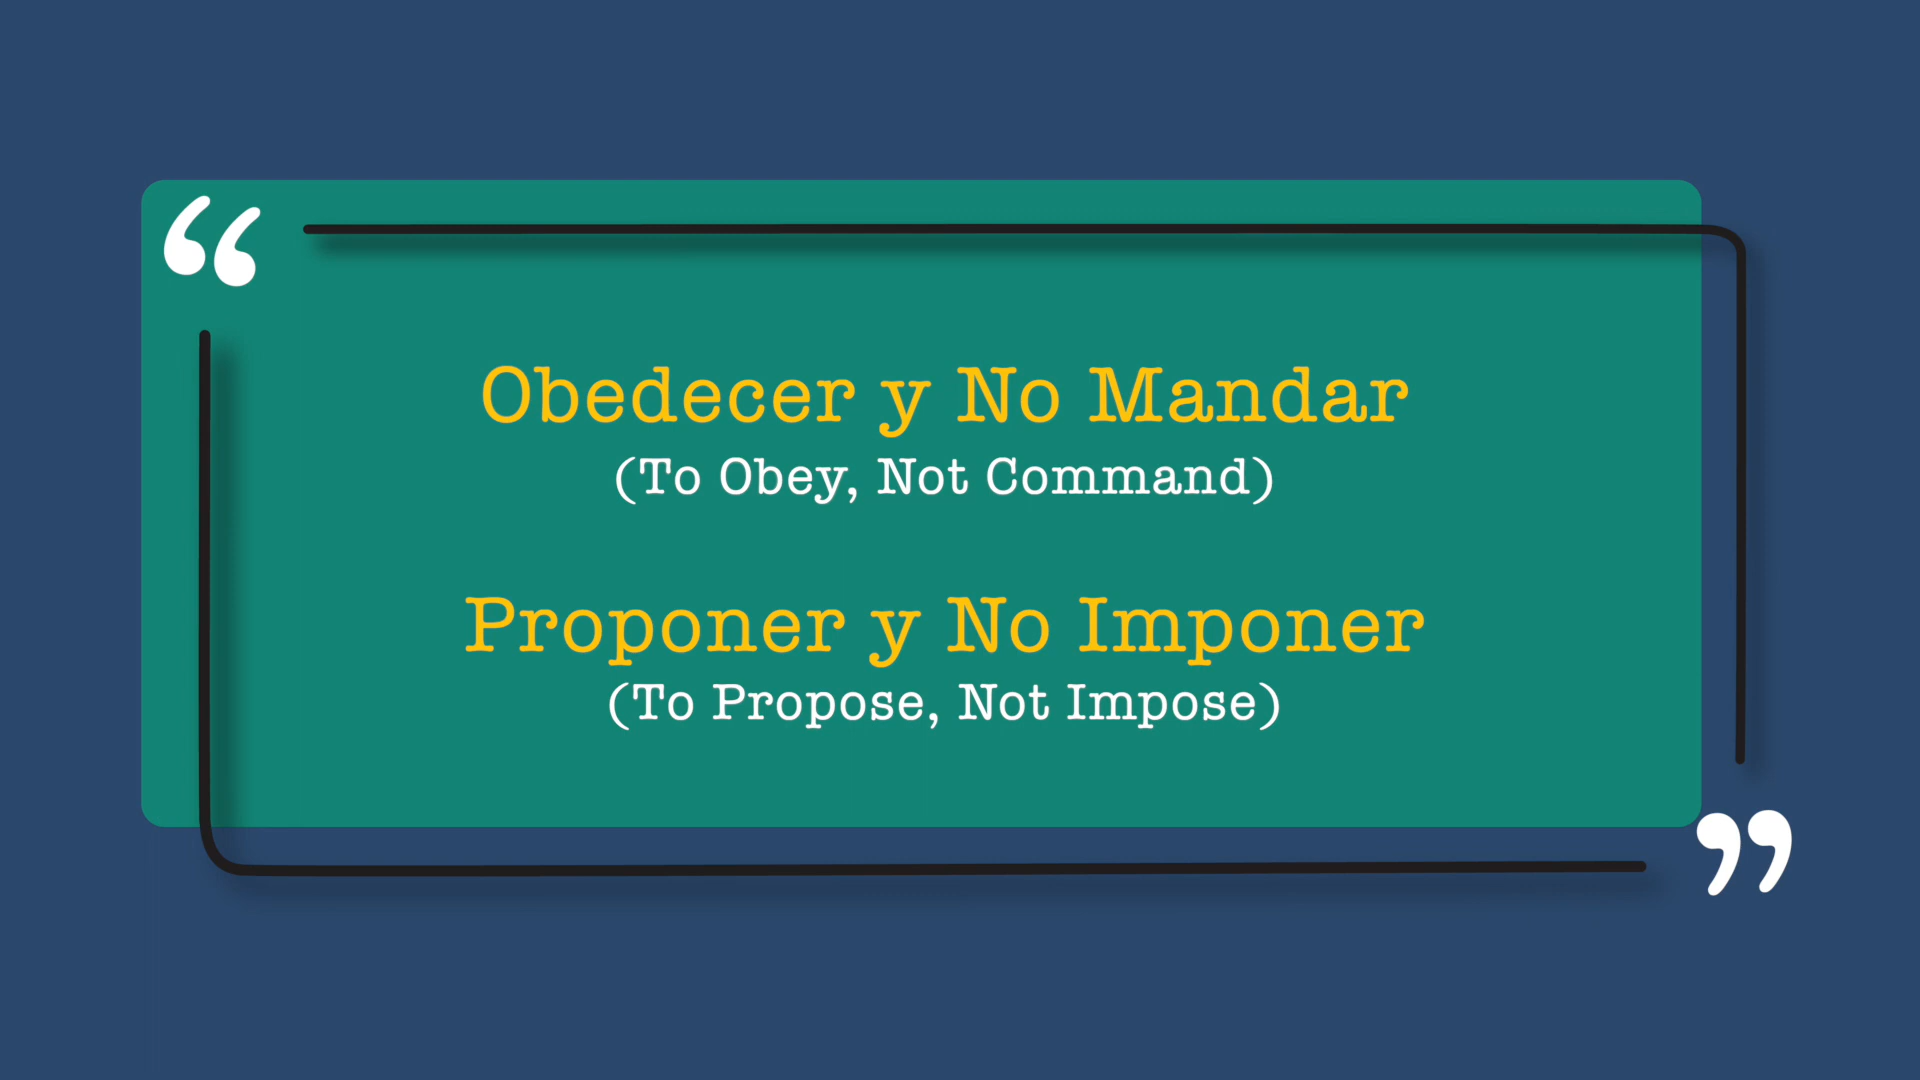 “
Obedecer y No Mandar
(To Obey, Not Command)
Proponer y No Imponer
(To Propose, Not Impose)
”